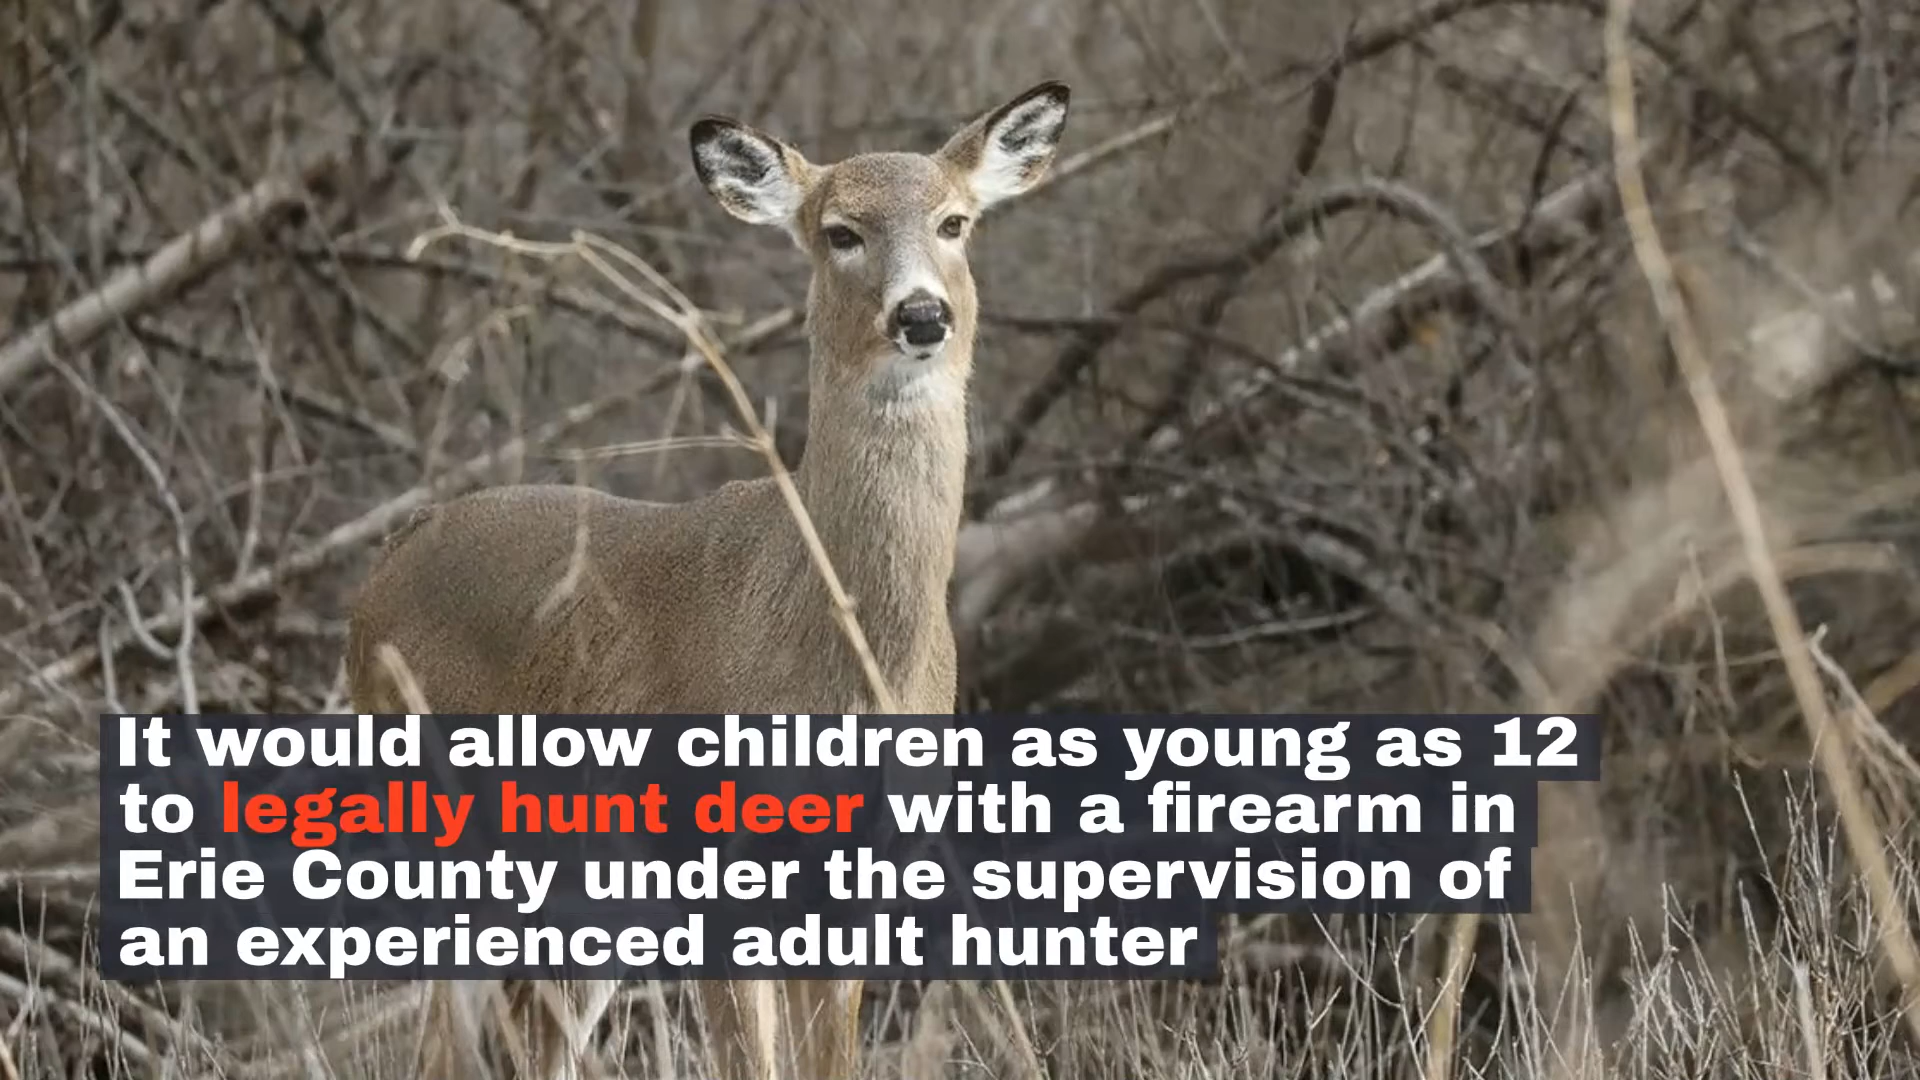 It would allow children as young as 12
to legally hunt deer with a firearm in
Erie County under the supervision of
an experienced adult hunter